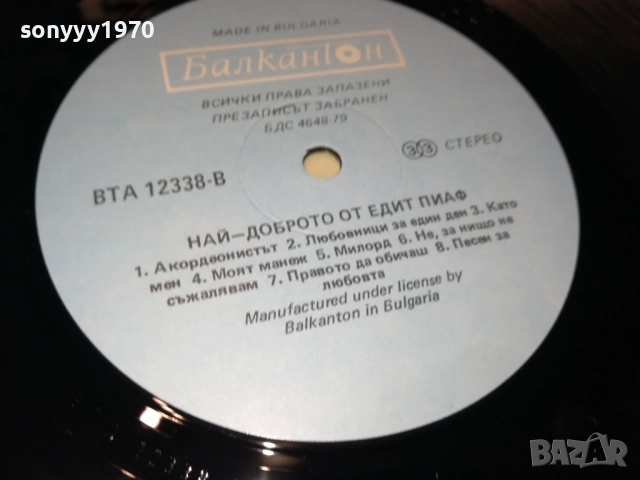 sonyyy1970
MADE IN BULGARIA
Балкантон
ВСИЧКИ ПРАВА ЗАПАЗЕНИ
ПРЕЗАПИСЪТ ЗАБРАНЕН
БДС 4648-79
33 СТЕРЕО
ВТА 12338-В
НАЙ—ДОБРОТО ОТ ЕДИТ ПИАФ
1. Акордеонистът 2. Любовници за един ден 3. Като
мен 4. Моят манеж 5. Милорд 6. Не, за нищо не
съжалявам 7. Правото да обичаш 8. Песен за
любовта
Manufactured under license by
Balkanton in Bulgaria
BAZAR
bg